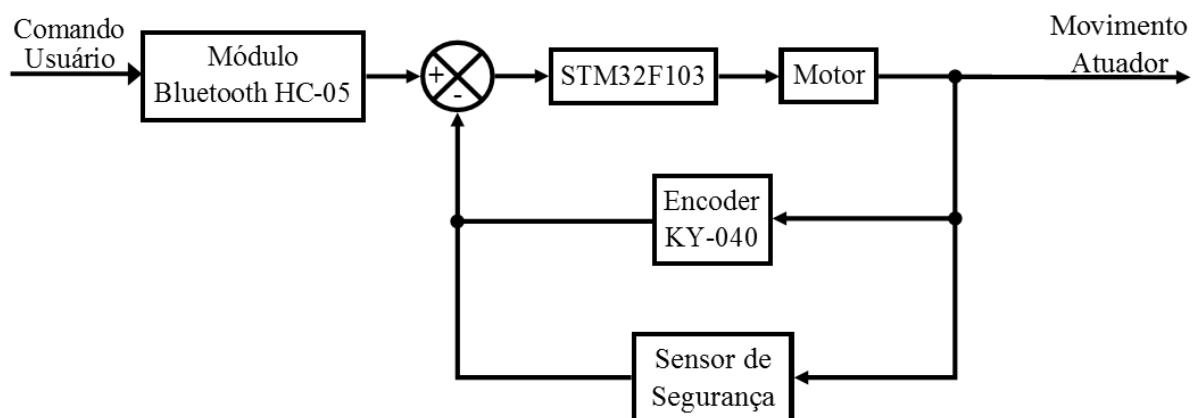 Comando
Usuário
Módulo
Bluetooth HC-05
+
-
STM32F103
Motor
Movimento
Atuador
Encoder
KY-040
Sensor de
Segurança